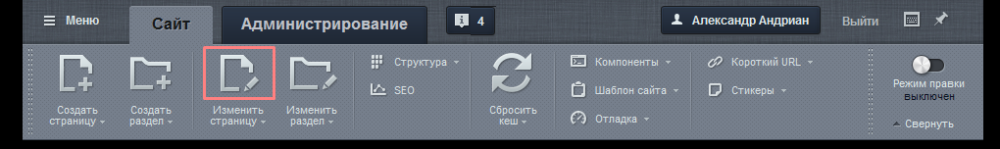 Меню
Сайт
Администрирование
4
Александр Андриан
Выйти
Создать
страницу
Создать
раздел
Изменить
страницу
Изменить
раздел
Структура
SEO
Сбросить
кеш
Компоненты
Шаблон сайта
Отладка
Короткий URL
Стикеры
Режим правки
выключен
Свернуть